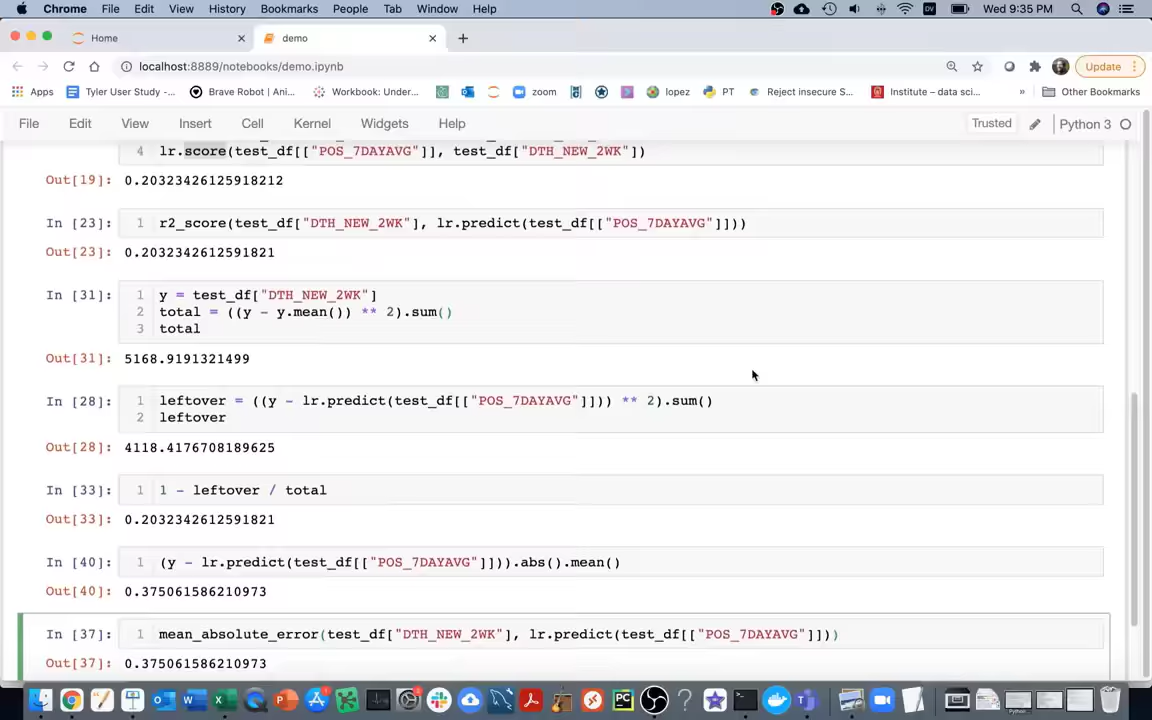 Chrome File Edit View History Bookmarks People Tab Window Help DV Wed 9:35 PM
Home demo
localhost:8889/notebooks/demo.ipynb Update
Apps Tyler User Study -... Brave Robot | Ani... Workbook: Under... zoom lopez PT Reject insecure S... Institute – data sci... » Other Bookmarks
File Edit View Insert Cell Kernel Widgets Help Trusted Python 3
4 lr.score(test_df[["POS_7DAYAVG"]], test_df["DTH_NEW_2WK"])
Out[19]: 0.20323426125918212
In [23]: 1 r2_score(test_df["DTH_NEW_2WK"], lr.predict(test_df[["POS_7DAYAVG"]]))
Out[23]: 0.2032342612591821
In [31]: 1 y = test_df["DTH_NEW_2WK"]
2 total = ((y - y.mean()) ** 2).sum()
3 total
Out[31]: 5168.9191321499
In [28]: 1 leftover = ((y - lr.predict(test_df[["POS_7DAYAVG"]])) ** 2).sum()
2 leftover
Out[28]: 4118.4176708189625
In [33]: 1 1 - leftover / total
Out[33]: 0.2032342612591821
In [40]: 1 (y - lr.predict(test_df[["POS_7DAYAVG"]])).abs().mean()
Out[40]: 0.375061586210973
In [37]: 1 mean_absolute_error(test_df["DTH_NEW_2WK"], lr.predict(test_df[["POS_7DAYAVG"]]))
Out[37]: 0.375061586210973